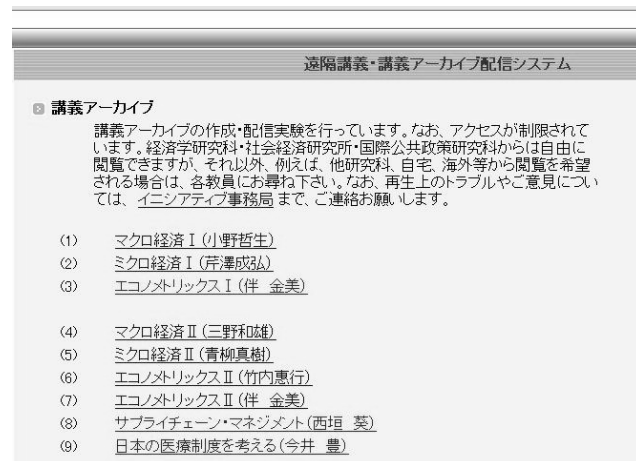 遠隔講義・講義アーカイブ配信システム
講義アーカイブ
講義アーカイブの作成・配信実験を行っています。なお、アクセスが制限されて
います。経済学研究科・社会経済研究所・国際公共政策研究科からは自由に
閲覧できますが、それ以外、例えば、他研究科、自宅、海外等から閲覧を希望
される場合は、各教員にお尋ね下さい。なお、再生上のトラブルやご意見につい
ては、イニシアティブ事務局 まで、ご連絡お願いします。
(1) マクロ経済Ⅰ(小野哲生)
(2) ミクロ経済Ⅰ(芹澤成弘)
(3) エコノメトリックスⅠ(伴 金美)
(4) マクロ経済Ⅱ(三野和雄)
(5) ミクロ経済Ⅱ(青柳真樹)
(6) エコノメトリックスⅡ(竹内惠行)
(7) エコノメトリックスⅡ(伴 金美)
(8) サプライチェーン・マネジメント(西垣 葵)
(9) 日本の医療制度を考える(今井 豊)